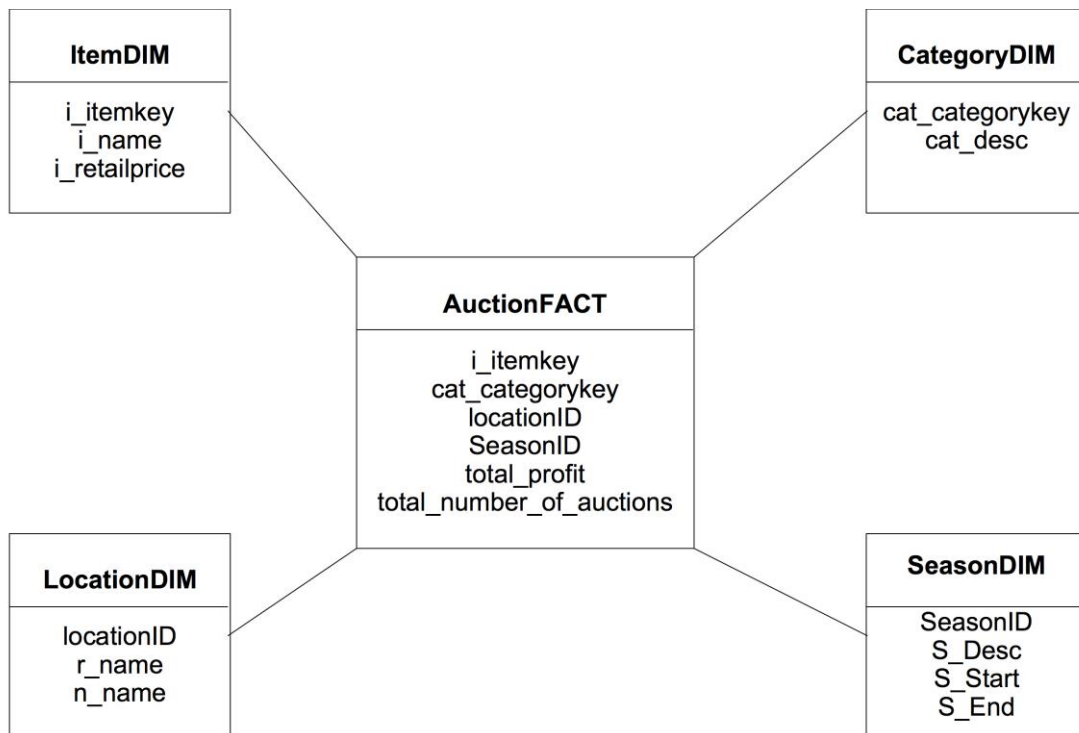 ItemDIM
i_itemkey
i_name
i_retailprice
CategoryDIM
cat_categorykey
cat_desc
AuctionFACT
i_itemkey
cat_categorykey
locationID
SeasonID
total_profit
total_number_of_auctions
LocationDIM
locationID
r_name
n_name
SeasonDIM
SeasonID
S_Desc
S_Start
S_End